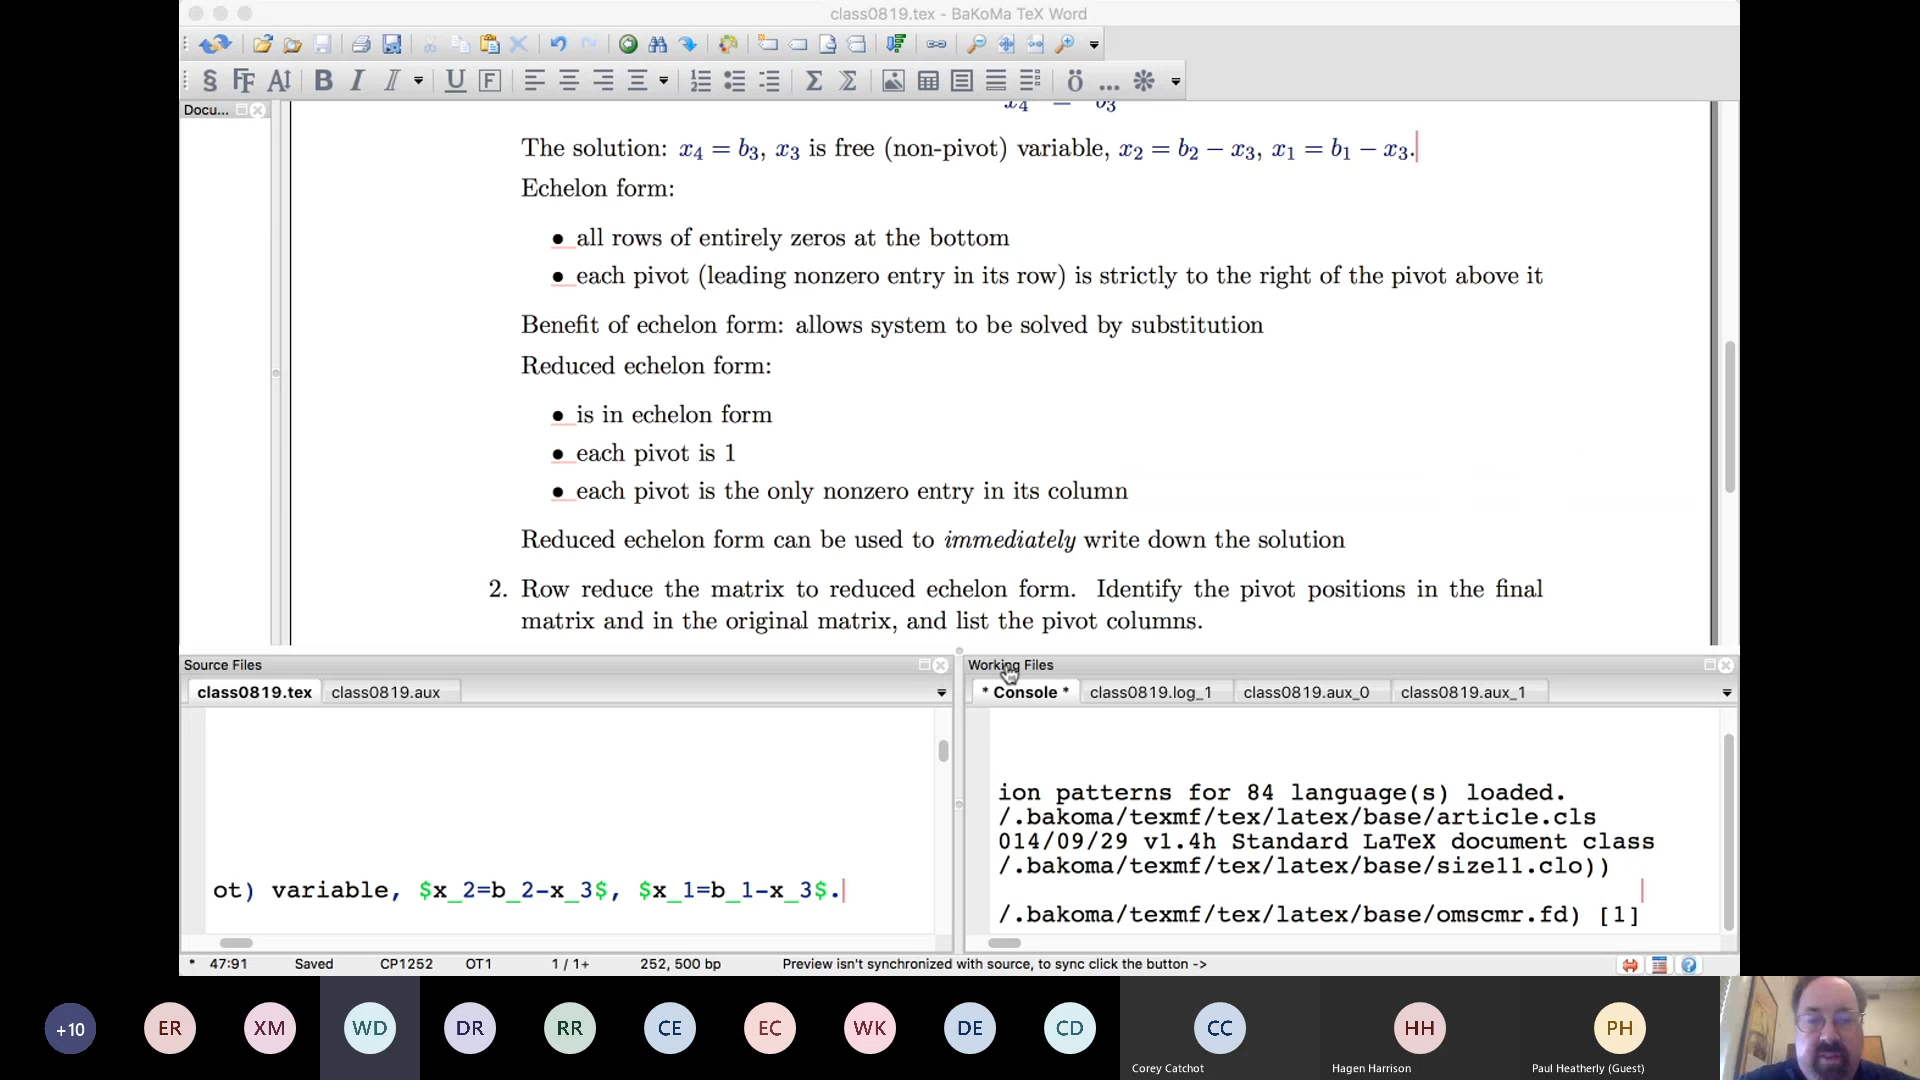 class0819.tex - BaKoMa TeX Word
§ FF AI B I I U F Σ Σ ö ... ❋
Docu...
x₄ = b₃
The solution: x₄ = b₃, x₃ is free (non-pivot) variable, x₂ = b₂ − x₃, x₁ = b₁ − x₃.
Echelon form:
• all rows of entirely zeros at the bottom
• each pivot (leading nonzero entry in its row) is strictly to the right of the pivot above it
Benefit of echelon form: allows system to be solved by substitution
Reduced echelon form:
• is in echelon form
• each pivot is 1
• each pivot is the only nonzero entry in its column
Reduced echelon form can be used to immediately write down the solution
2. Row reduce the matrix to reduced echelon form. Identify the pivot positions in the final
matrix and in the original matrix, and list the pivot columns.
Source Files
class0819.tex class0819.aux
ot) variable, $x_2=b_2-x_3$, $x_1=b_1-x_3$.
Working Files
* Console * class0819.log_1 class0819.aux_0 class0819.aux_1
ion patterns for 84 language(s) loaded.
/.bakoma/texmf/tex/latex/base/article.cls
014/09/29 v1.4h Standard LaTeX document class
/.bakoma/texmf/tex/latex/base/size11.clo))
/.bakoma/texmf/tex/latex/base/omscmr.fd) [1]
* 47:91 Saved CP1252 OT1 1 / 1+ 252, 500 bp Preview isn't synchronized with source, to sync click the button ->
+10 ER XM WD DR RR CE EC WK DE CD CC HH PH
Corey Catchot Hagen Harrison Paul Heatherly (Guest)